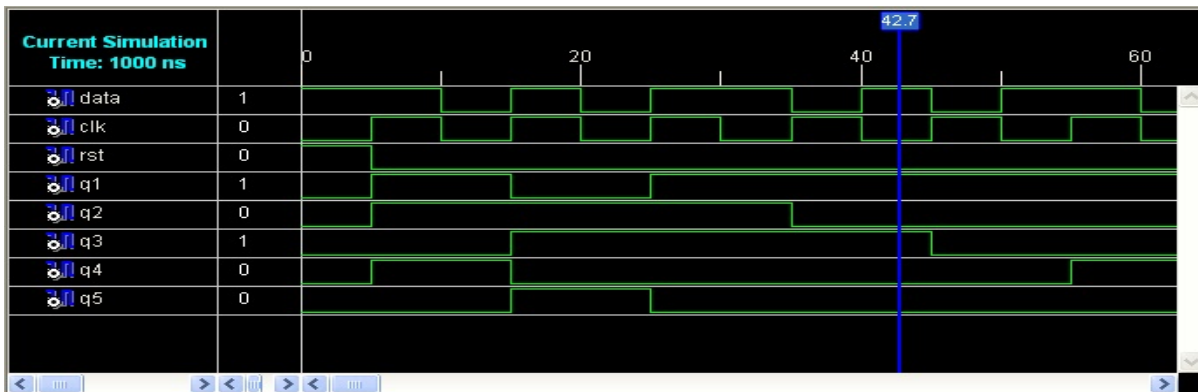 42.7
Current Simulation
Time: 1000 ns
0 20 40 60
data 1
clk 0
rst 0
q1 1
q2 0
q3 1
q4 0
q5 0